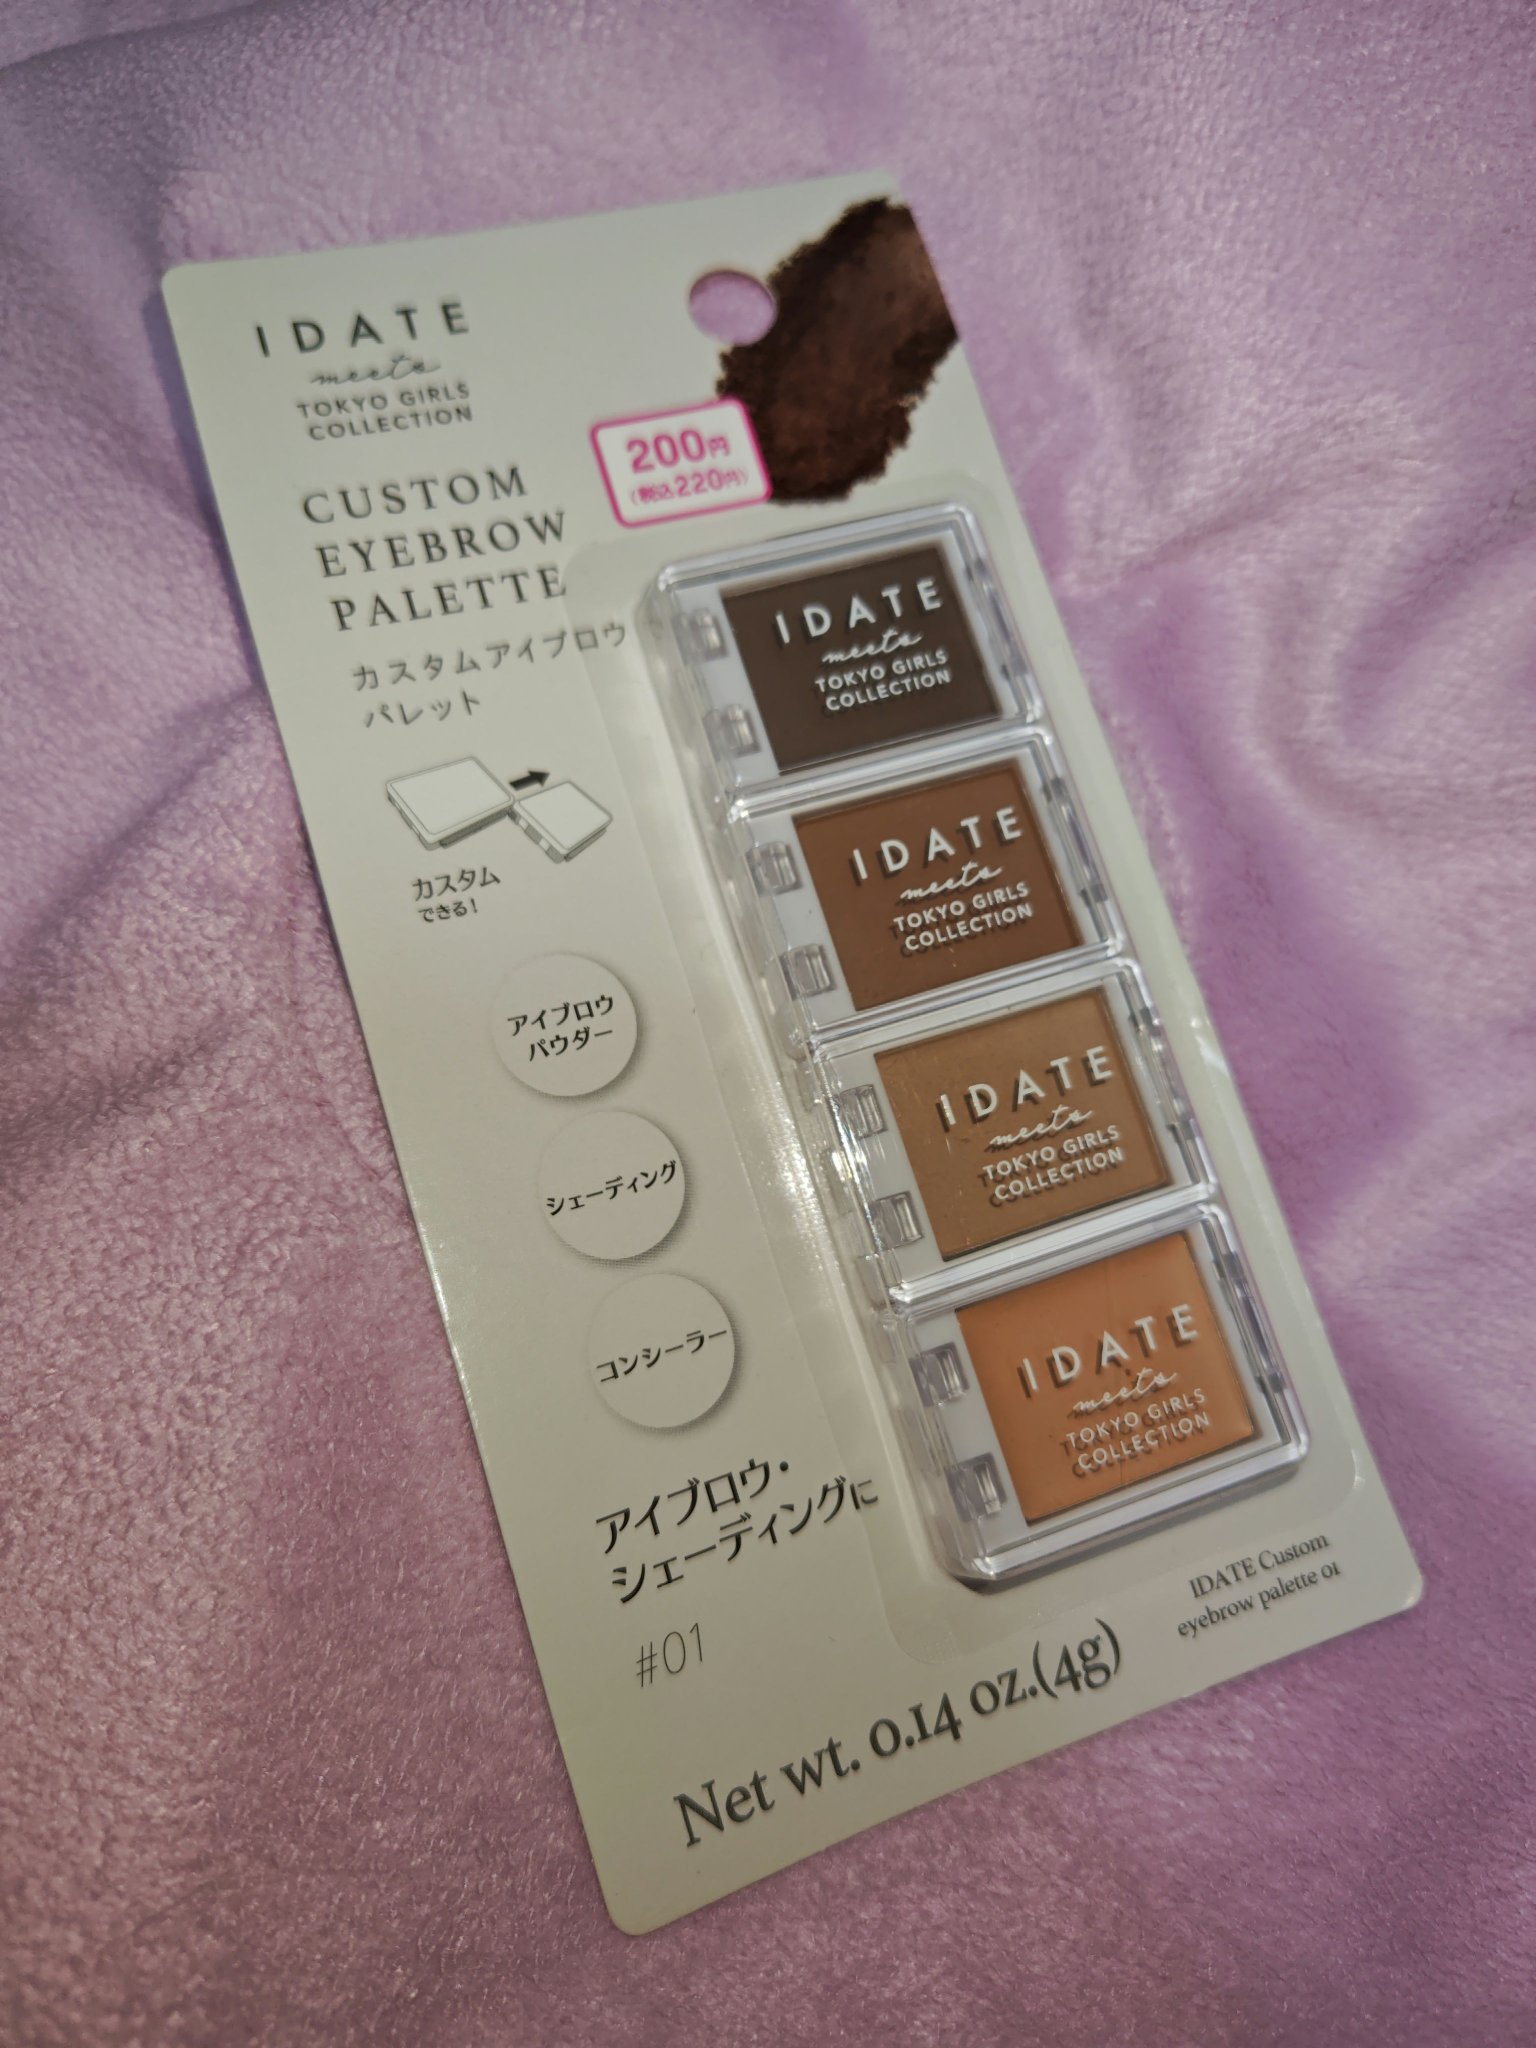 IDATE
meets
TOKYO GIRLS
COLLECTION
200円
(税込220円)
CUSTOM
EYEBROW
PALETTE
カスタムアイブロウ
パレット
カスタム
できる!
アイブロウ
パウダー
シェーディング
コンシーラー
アイブロウ・
シェーディングに
#01
IDATE
meets
TOKYO GIRLS
COLLECTION
IDATE
meets
TOKYO GIRLS
COLLECTION
IDATE
meets
TOKYO GIRLS
COLLECTION
IDATE
meets
TOKYO GIRLS
COLLECTION
IDATE Custom
eyebrow palette 01
Net wt. 0.14 oz.(4g)